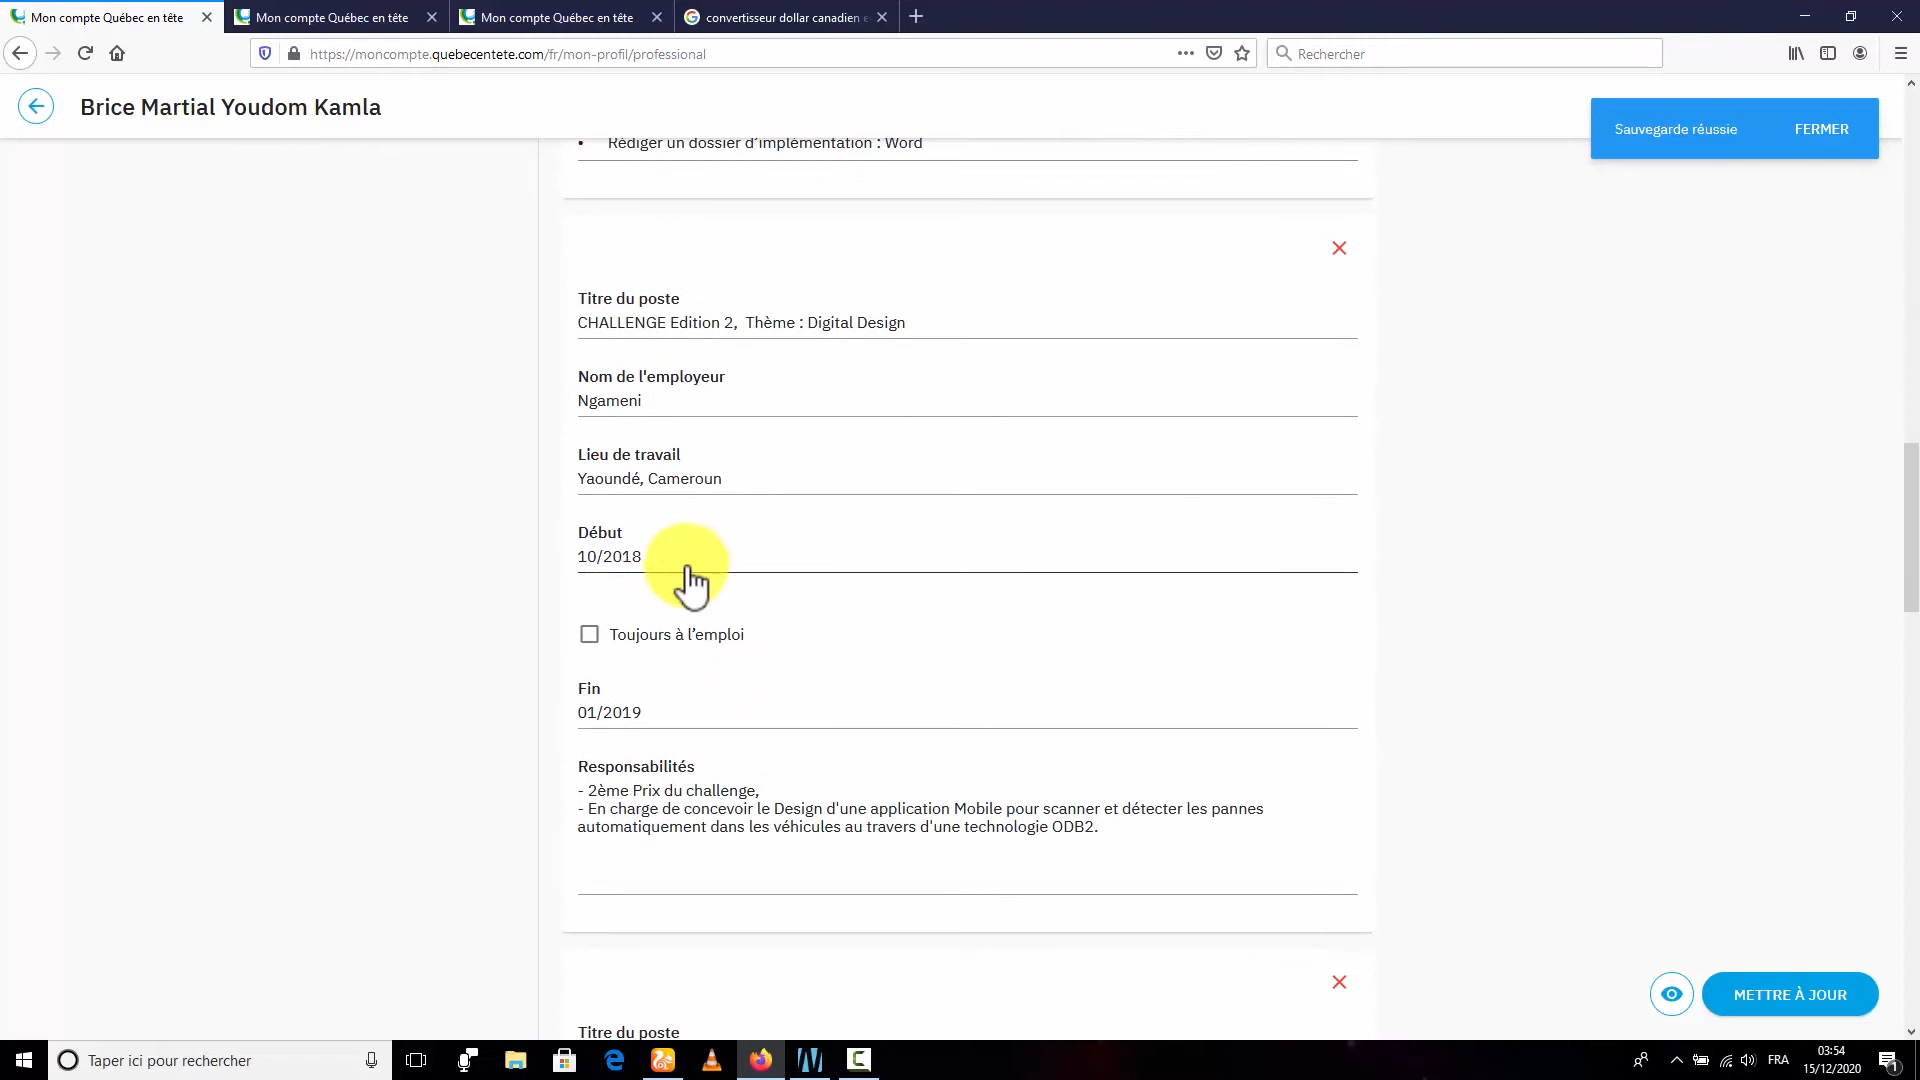 Mon compte Québec en tête
Mon compte Québec en tête
Mon compte Québec en tête
convertisseur dollar canadien e
https://moncompte.quebecentete.com/fr/mon-profil/professional
Rechercher
Brice Martial Youdom Kamla
Sauvegarde réussie
FERMER
• Rédiger un dossier d'implémentation : Word
Titre du poste
CHALLENGE Edition 2, Thème : Digital Design
Nom de l'employeur
Ngameni
Lieu de travail
Yaoundé, Cameroun
Début
10/2018
Toujours à l'emploi
Fin
01/2019
Responsabilités
- 2ème Prix du challenge,
- En charge de concevoir le Design d'une application Mobile pour scanner et détecter les pannes
automatiquement dans les véhicules au travers d'une technologie ODB2.
METTRE À JOUR
Titre du poste
Taper ici pour rechercher
FRA
03:54
15/12/2020
1